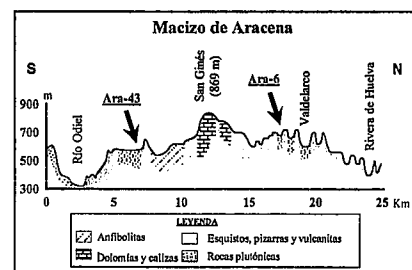 Macizo de Aracena
S
N
m
900
700
500
300
Río Odiel
Ara-43
San Ginés
(869 m)
Ara-6
Valdelarco
Rivera de Huelva
0 5 10 15 20 25
Km
LEYENDA
Anfibolitas
Esquistos, pizarras y vulcanitas
Dolomías y calizas
Rocas plutónicas